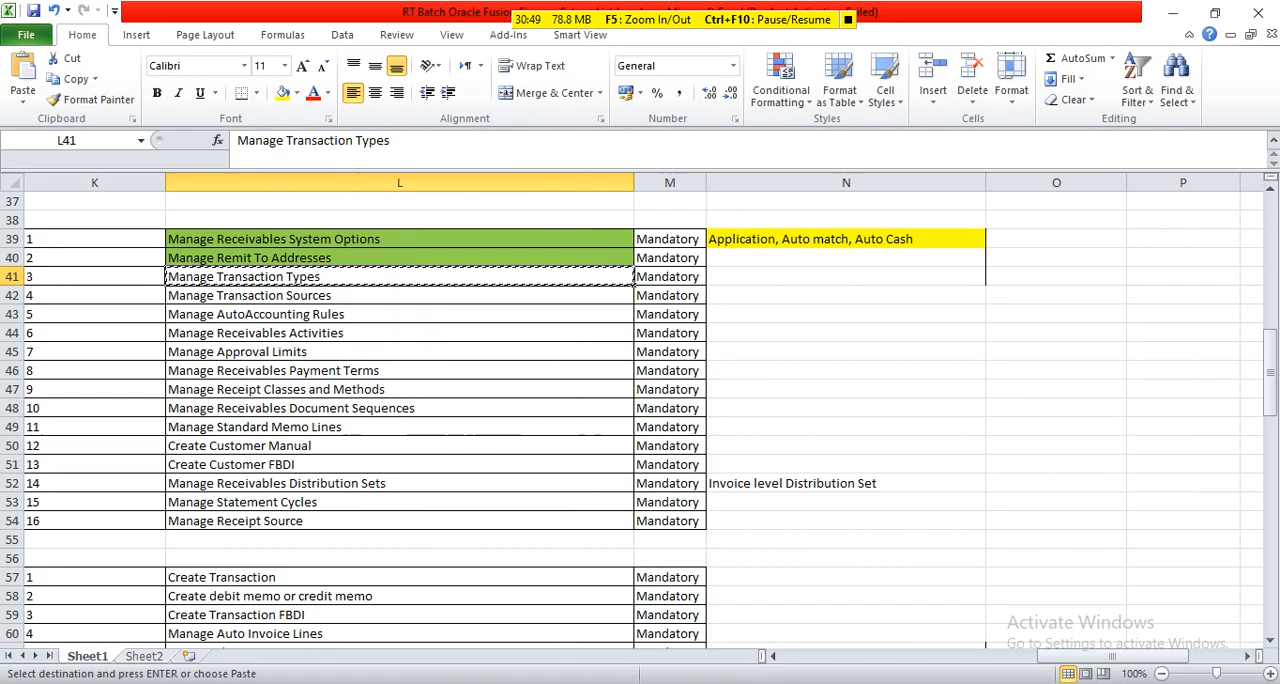 RT Batch Oracle Fusion
30:49 78.8 MB F5: Zoom In/Out Ctrl+F10: Pause/Resume
File Home Insert Page Layout Formulas Data Review View Add-Ins Smart View
Paste Cut Copy Format Painter
Calibri 11
B I U
Wrap Text
Merge & Center
General
% ,
Conditional Formatting Format as Table Cell Styles
Insert Delete Format
AutoSum Fill Clear
Sort & Filter Find & Select
Clipboard Font Alignment Number Styles Cells Editing
L41 fx Manage Transaction Types
K L M N O P
37
38
39 1 Manage Receivables System Options Mandatory Application, Auto match, Auto Cash
40 2 Manage Remit To Addresses Mandatory
41 3 Manage Transaction Types Mandatory
42 4 Manage Transaction Sources Mandatory
43 5 Manage AutoAccounting Rules Mandatory
44 6 Manage Receivables Activities Mandatory
45 7 Manage Approval Limits Mandatory
46 8 Manage Receivables Payment Terms Mandatory
47 9 Manage Receipt Classes and Methods Mandatory
48 10 Manage Receivables Document Sequences Mandatory
49 11 Manage Standard Memo Lines Mandatory
50 12 Create Customer Manual Mandatory
51 13 Create Customer FBDI Mandatory
52 14 Manage Receivables Distribution Sets Mandatory Invoice level Distribution Set
53 15 Manage Statement Cycles Mandatory
54 16 Manage Receipt Source Mandatory
55
56
57 1 Create Transaction Mandatory
58 2 Create debit memo or credit memo Mandatory
59 3 Create Transaction FBDI Mandatory
60 4 Manage Auto Invoice Lines Mandatory
Activate Windows
Go to Settings to activate Windows.
Sheet1 Sheet2
Select destination and press ENTER or choose Paste 100%